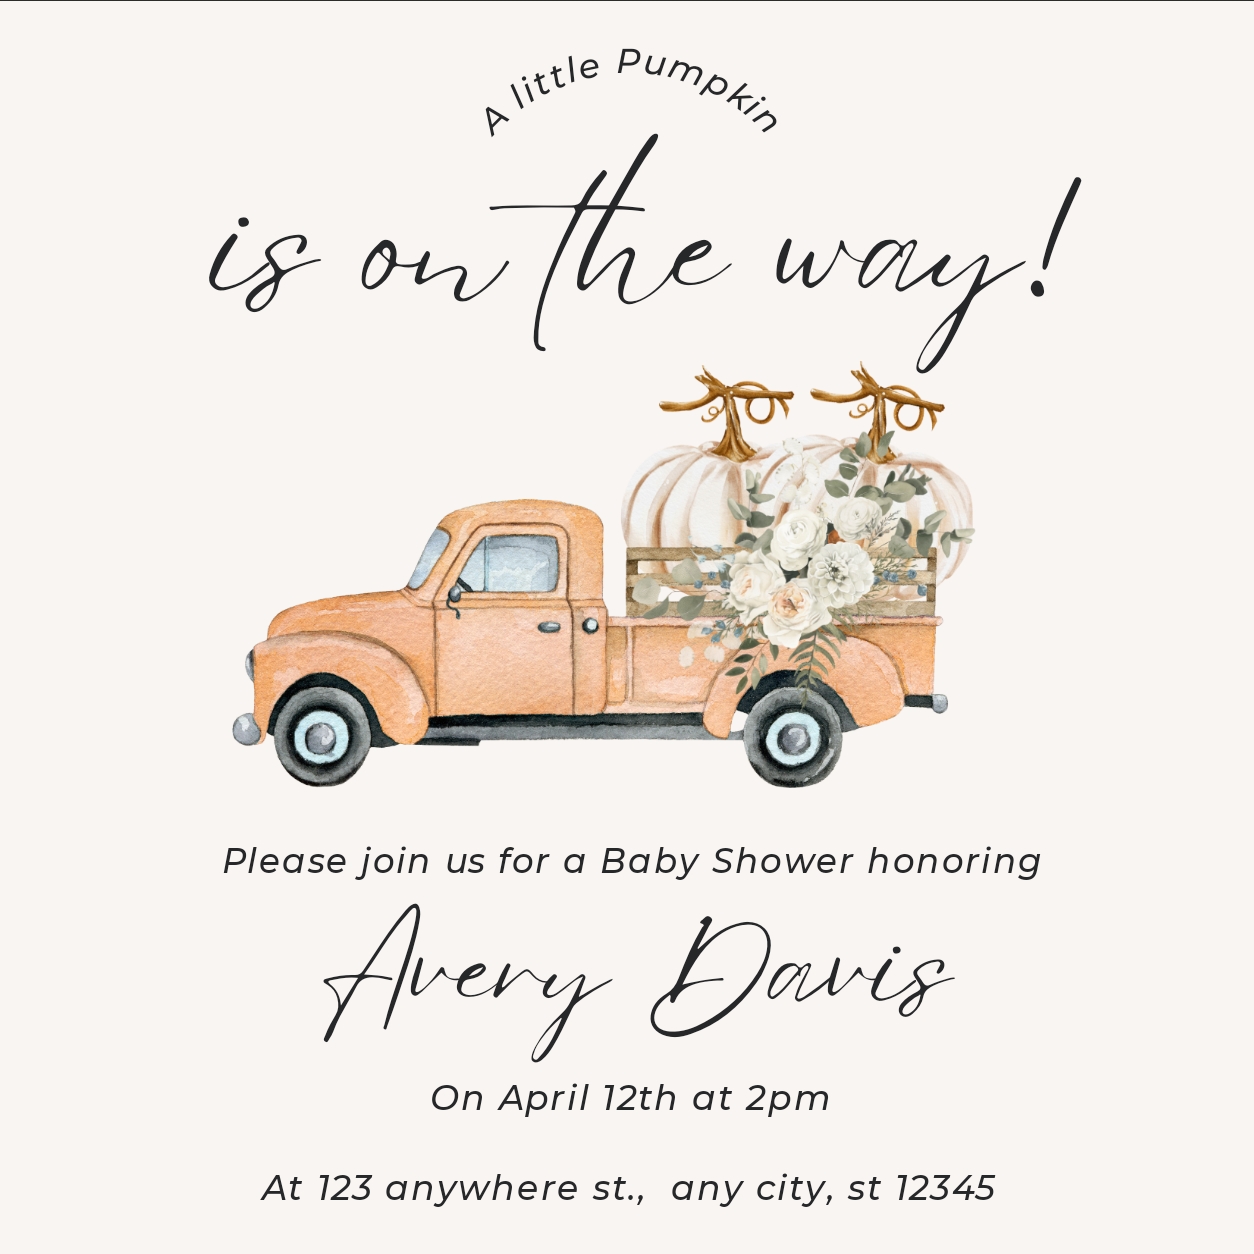 A little Pumpkin
is on the way!
Please join us for a Baby Shower honoring
Avery Davis
On April 12th at 2pm
At 123 anywhere st.,  any city, st 12345